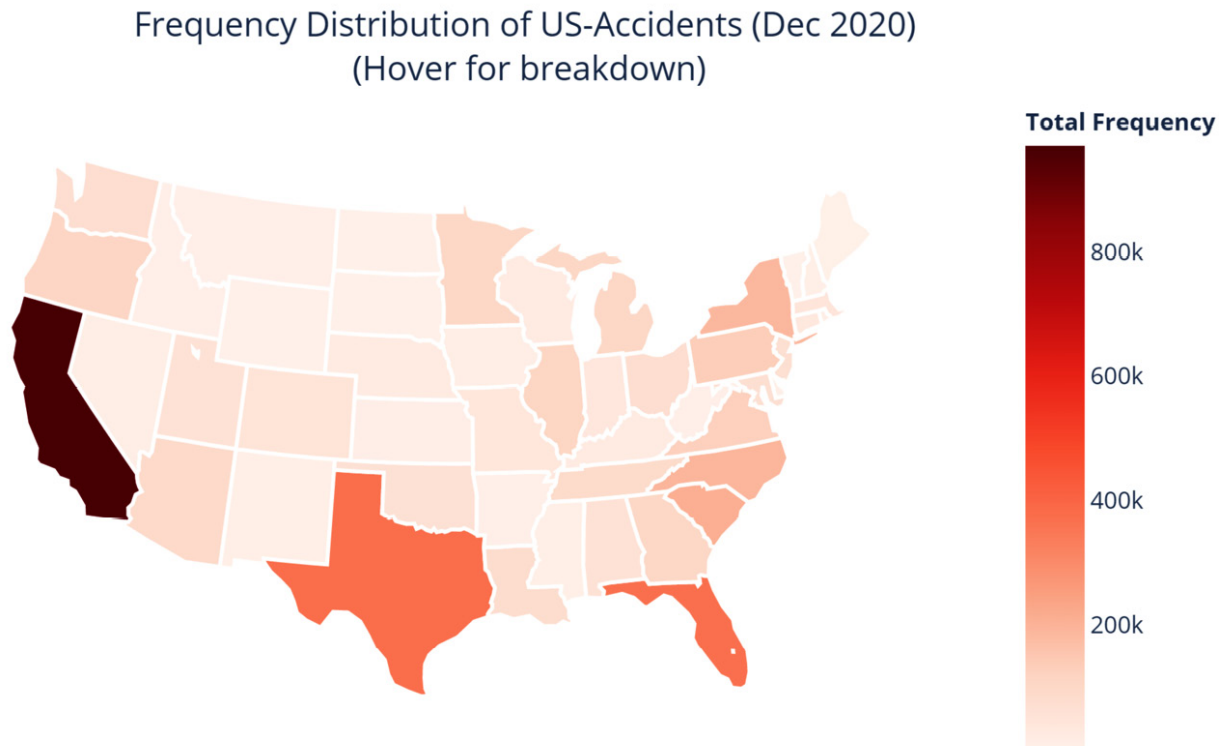 Frequency Distribution of US-Accidents (Dec 2020)
(Hover for breakdown)
Total Frequency
800k
600k
400k
200k